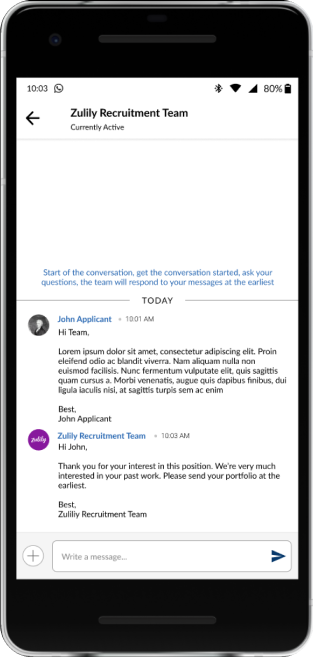 10:03 80%
Zulily Recruitment Team
Currently Active
Start of the conversation, get the conversation started, ask your
questions, the team will respond to your messages at the earliest
TODAY
John Applicant 10:01 AM
Hi Team,
Lorem ipsum dolor sit amet, consectetur adipiscing elit. Proin
eleifend odio ac blandit viverra. Nam aliquam nulla non
euismod facilisis. Nunc fermentum vulputate elit, quis sagittis
quam cursus a. Morbi venenatis, augue quis dapibus finibus, dui
ligula iaculis nisi, at sagittis turpis sem ac enim
Best,
John Applicant
zulily
Zulily Recruitment Team 10:03 AM
Hi John,
Thank you for your interest in this position. We're very much
interested in your past work. Please send your portfolio at the
earliest.
Best,
Zuliliy Recruitment Team
Write a message...